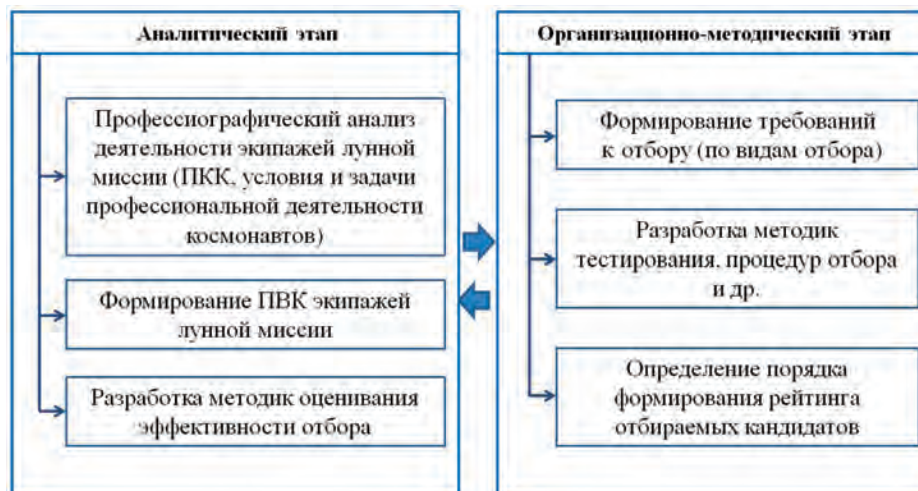 Аналитический этап
Профессиографический анализ
деятельности экипажей лунной
миссии (ПКК, условия и задачи
профессиональной деятельности
космонавтов)
Формирование ПВК экипажей
лунной миссии
Разработка методик оценивания
эффективности отбора
Организационно-методический этап
Формирование требований
к отбору (по видам отбора)
Разработка методик
тестирования, процедур отбора
и др.
Определение порядка
формирования рейтинга
отбираемых кандидатов